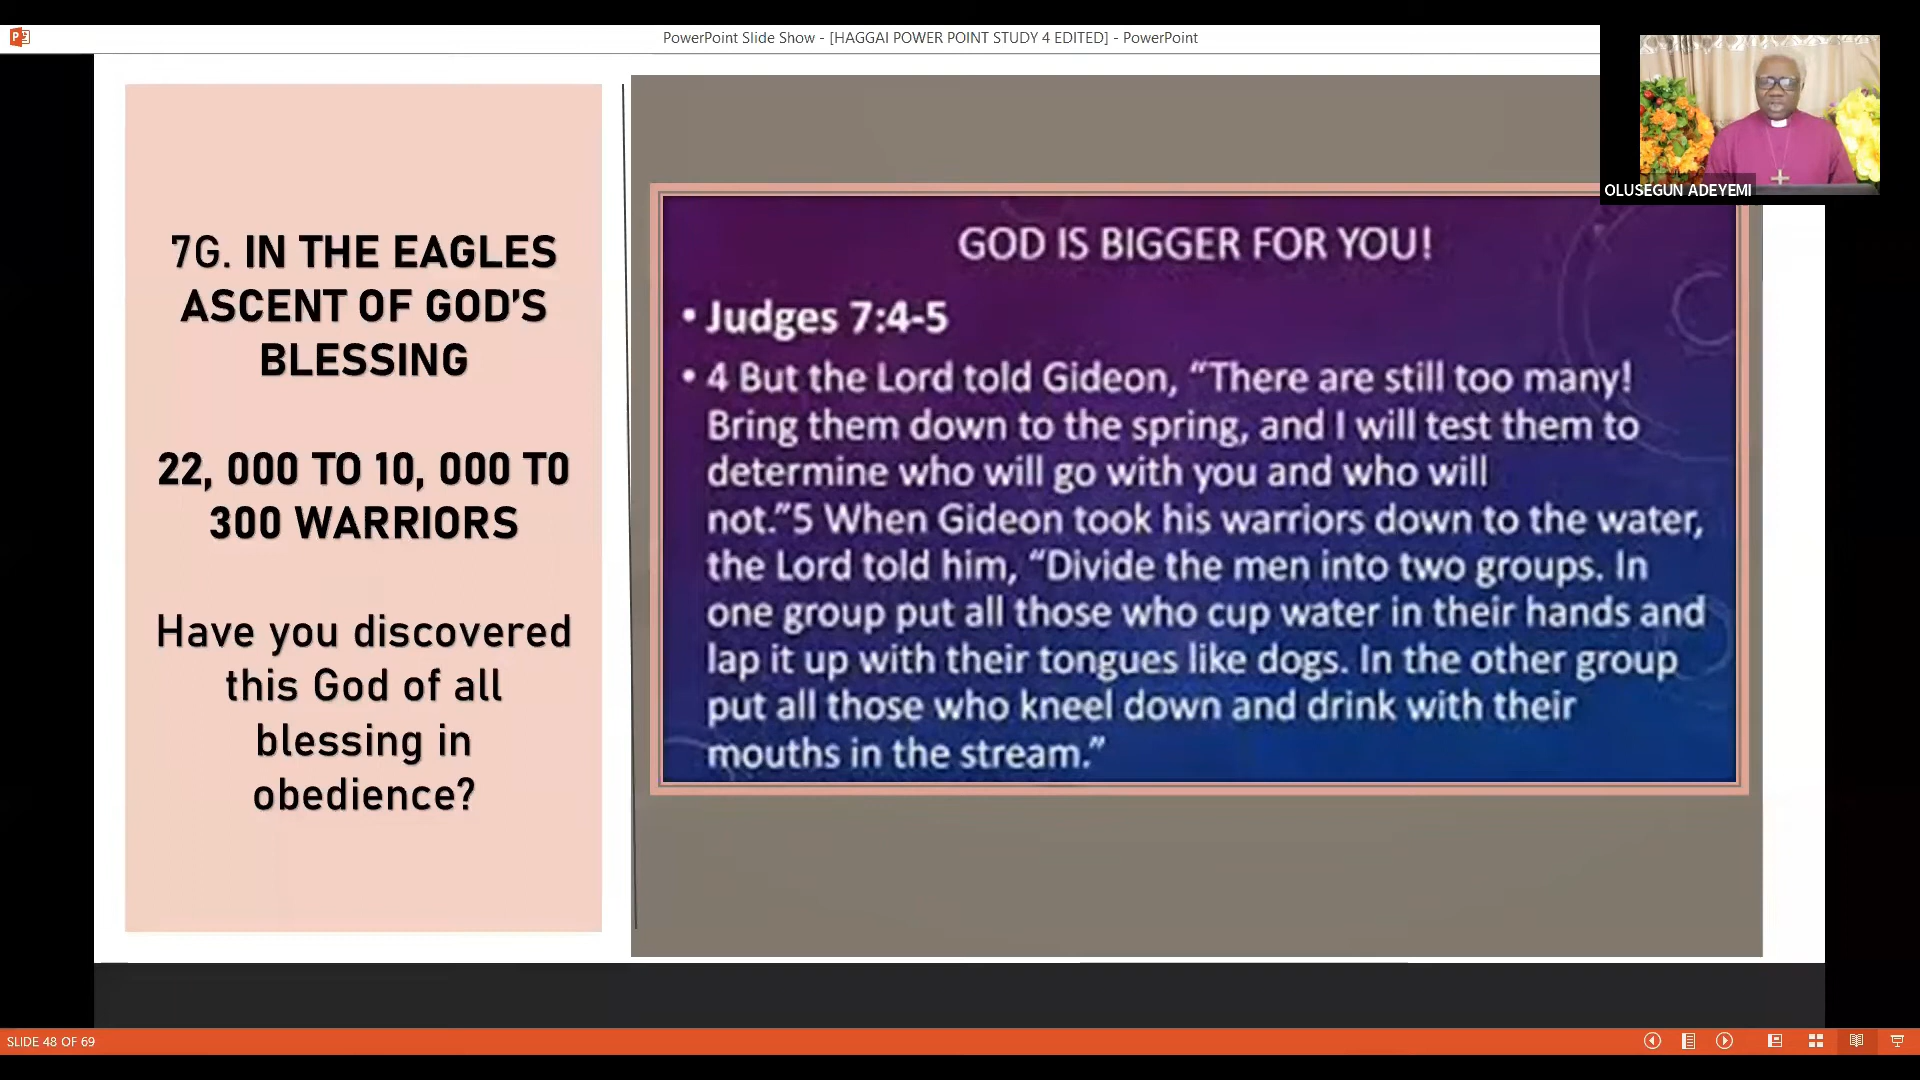 PowerPoint Slide Show - [HAGGAI POWER POINT STUDY 4 EDITED] - PowerPoint
OLUSEGUN ADEYEMI
7G. IN THE EAGLES
ASCENT OF GOD'S
BLESSING
22, 000 TO 10, 000 T0
300 WARRIORS
Have you discovered
this God of all
blessing in
obedience?
GOD IS BIGGER FOR YOU!
• Judges 7:4-5
• 4 But the Lord told Gideon, “There are still too many!
Bring them down to the spring, and I will test them to
determine who will go with you and who will
not.”5 When Gideon took his warriors down to the water,
the Lord told him, “Divide the men into two groups. In
one group put all those who cup water in their hands and
lap it up with their tongues like dogs. In the other group
put all those who kneel down and drink with their
mouths in the stream.”
SLIDE 48 OF 69